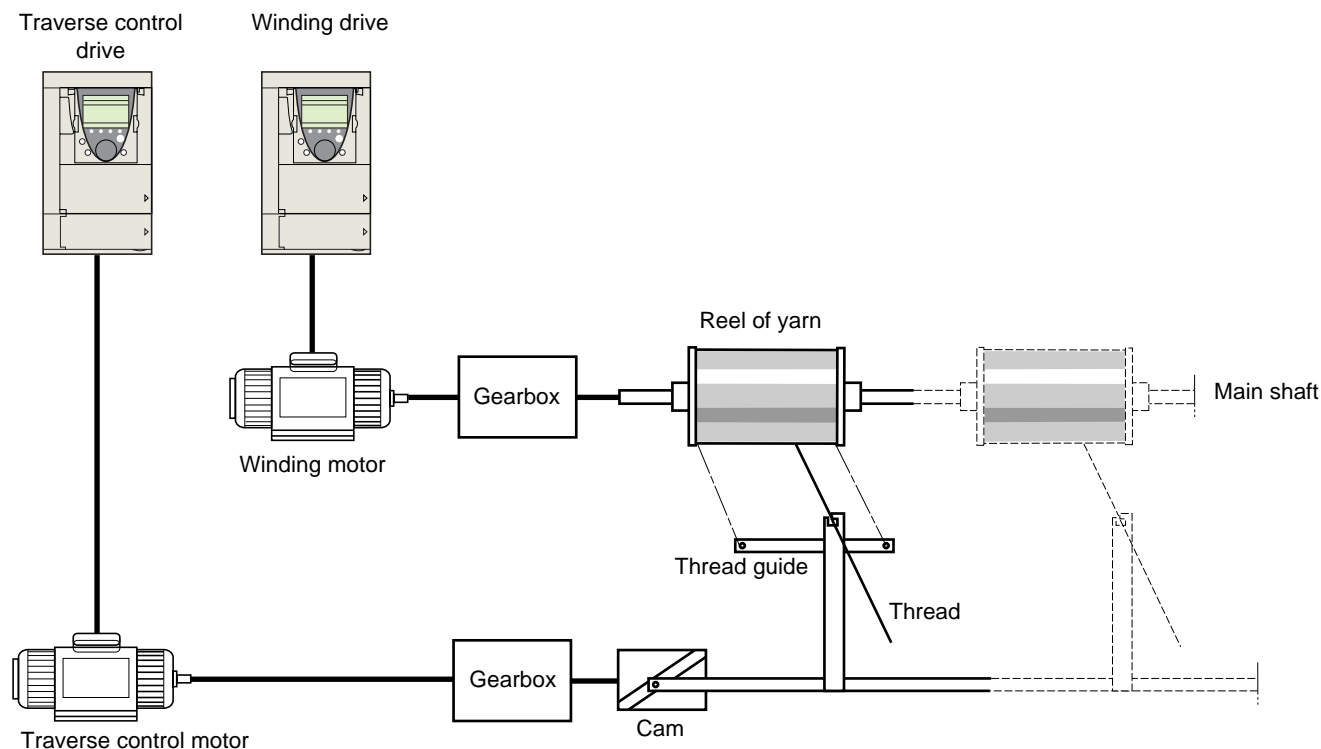 Traverse control
drive
Winding drive
Reel of yarn
Gearbox
Main shaft
Winding motor
Thread guide
Thread
Gearbox
Cam
Traverse control motor